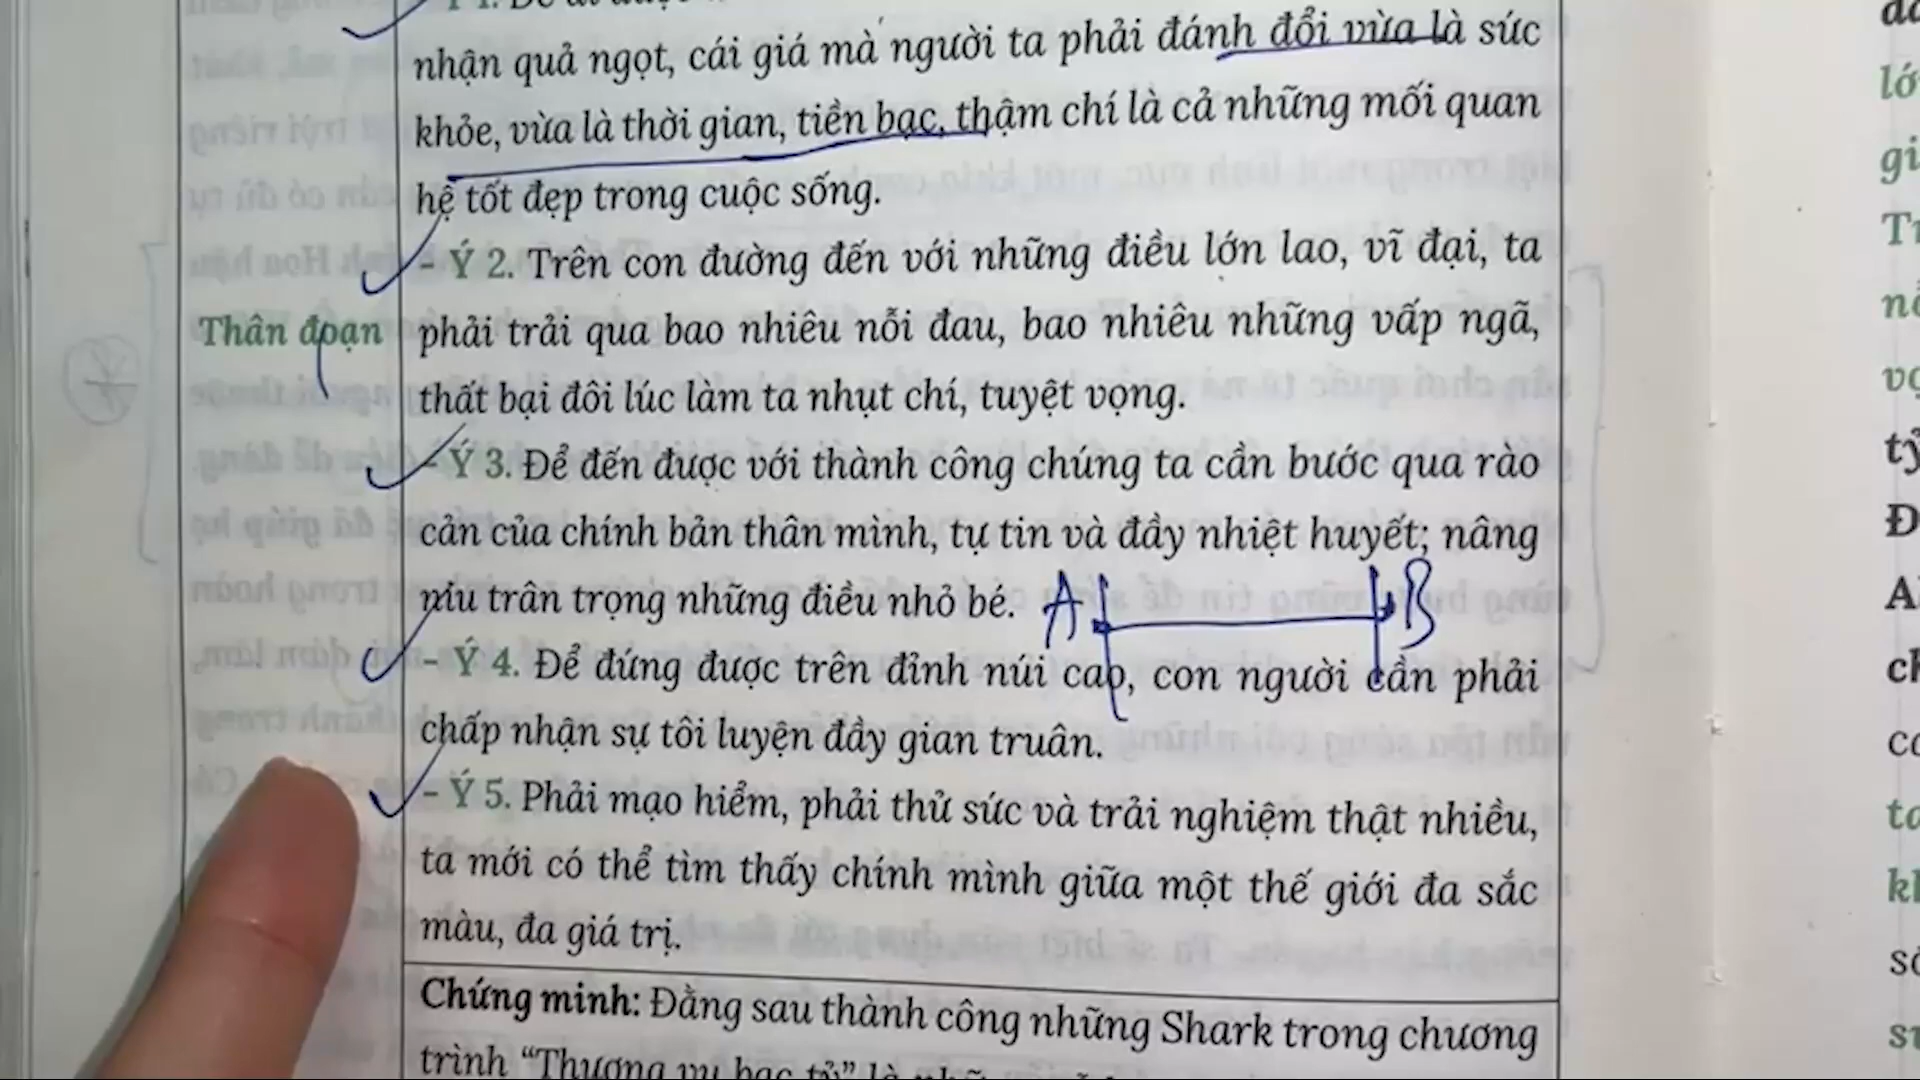 nhận quả ngọt, cái giá mà người ta phải đánh đổi vừa là sức
khỏe, vừa là thời gian, tiền bạc, thậm chí là cả những mối quan
hệ tốt đẹp trong cuộc sống.
- Ý 2. Trên con đường đến với những điều lớn lao, vĩ đại, ta
Thân đoạn
phải trải qua bao nhiêu nỗi đau, bao nhiêu những vấp ngã,
thất bại đôi lúc làm ta nhụt chí, tuyệt vọng.
- Ý 3. Để đến được với thành công chúng ta cần bước qua rào
cản của chính bản thân mình, tự tin và đầy nhiệt huyết; nâng
níu trân trọng những điều nhỏ bé.
A B
- Ý 4. Để đứng được trên đỉnh núi cao, con người cần phải
chấp nhận sự tôi luyện đầy gian truân.
- Ý 5. Phải mạo hiểm, phải thử sức và trải nghiệm thật nhiều,
ta mới có thể tìm thấy chính mình giữa một thế giới đa sắc
màu, đa giá trị.
Chứng minh: Đằng sau thành công những Shark trong chương
trình "Thương vụ bạc tỷ" là